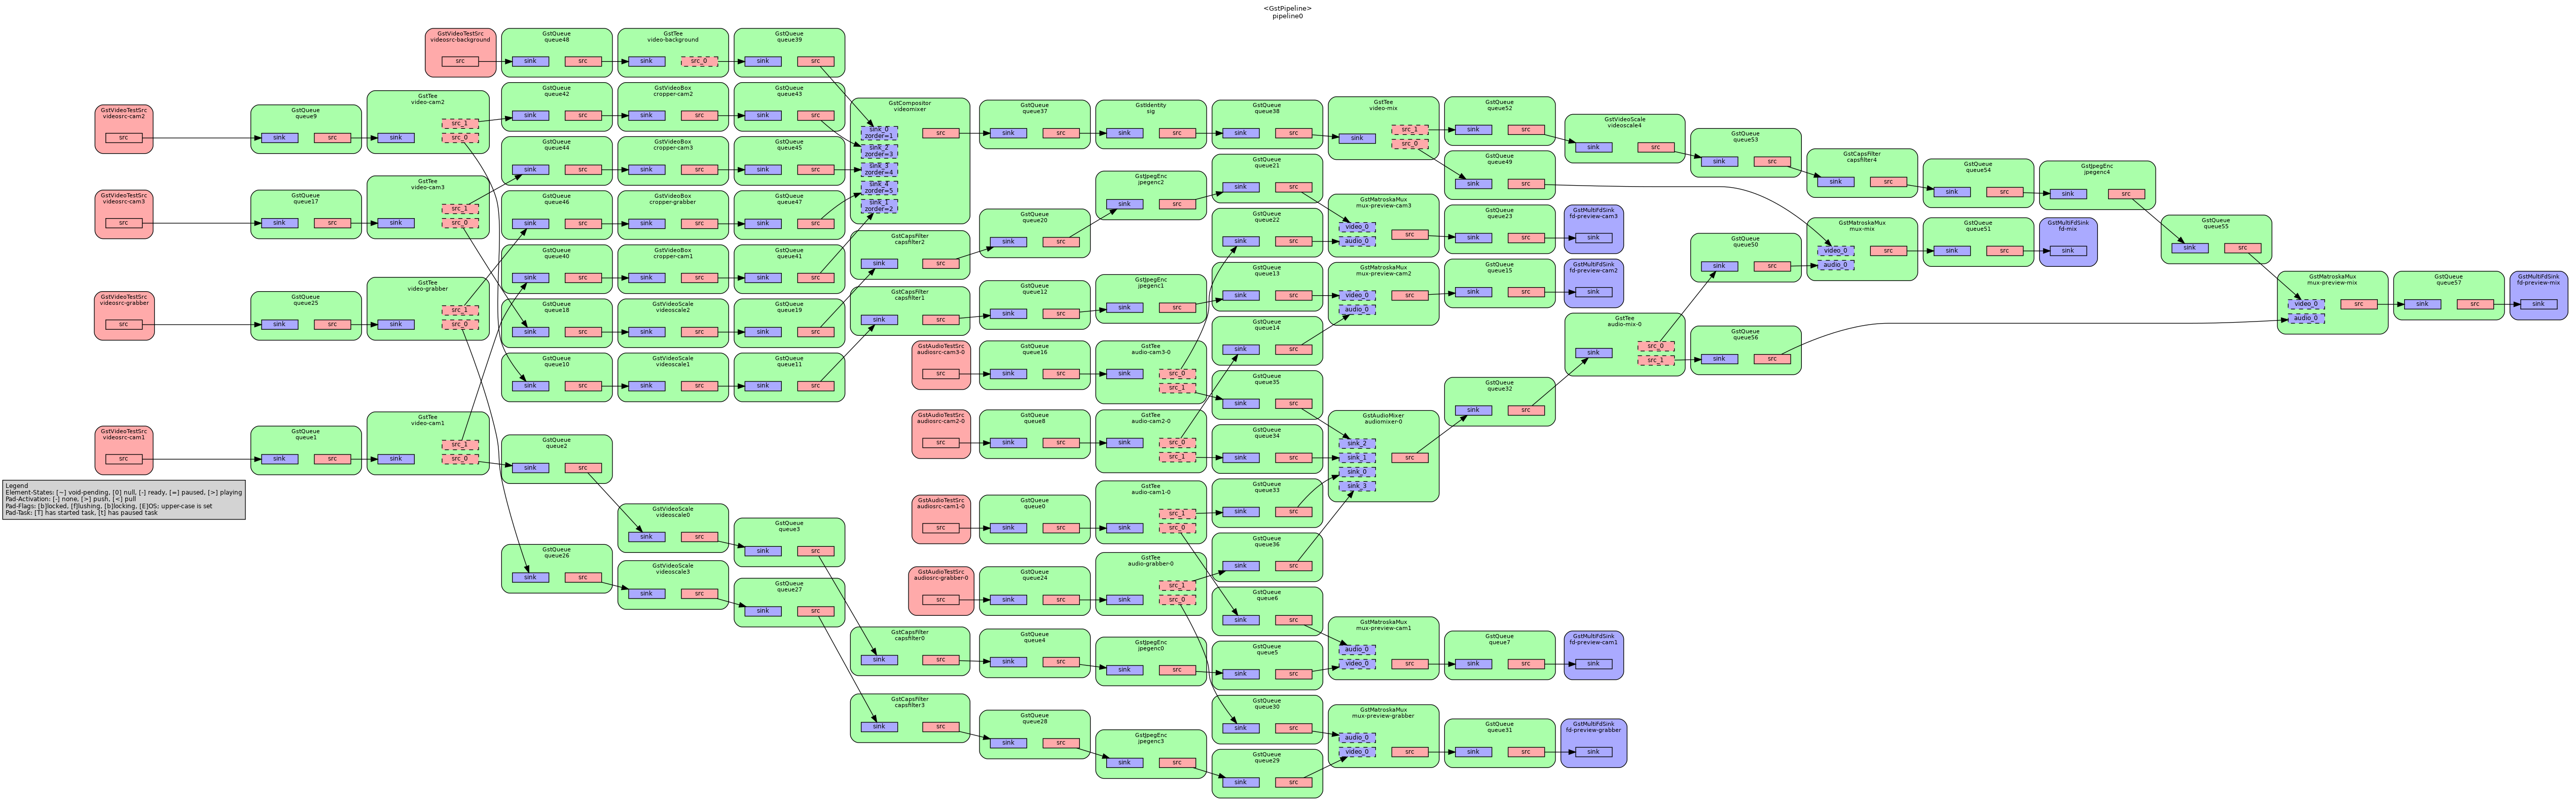 <GstPipeline>
pipeline0
GstVideoTestSrc
videosrc-cam2
src
GstVideoTestSrc
videosrc-cam3
src
GstVideoTestSrc
videosrc-grabber
src
GstVideoTestSrc
videosrc-cam1
src
Legend
Element-States: [~] void-pending, [0] null, [-] ready, [=] paused, [>] playing
Pad-Activation: [-] none, [>] push, [<] pull
Pad-Flags: [b]locked, [f]lushing, [b]locking, [E]OS; upper-case is set
Pad-Task: [T] has started task, [t] has paused task
GstQueue
queue9
sink src
GstQueue
queue17
sink src
GstQueue
queue25
sink src
GstQueue
queue1
sink src
GstTee
video-cam2
src_1
sink src_0
GstTee
video-cam3
src_1
sink src_0
GstTee
video-grabber
src_1
sink src_0
GstTee
video-cam1
src_1
sink src_0
GstVideoTestSrc
videosrc-background
src
GstQueue
queue48
sink src
GstTee
video-background
sink src_0
GstQueue
queue39
sink src
GstQueue
queue42
sink src
GstVideoBox
cropper-cam2
sink src
GstQueue
queue43
sink src
GstQueue
queue44
sink src
GstVideoBox
cropper-cam3
sink src
GstQueue
queue45
sink src
GstQueue
queue46
sink src
GstVideoBox
cropper-grabber
sink src
GstQueue
queue47
sink src
GstQueue
queue40
sink src
GstVideoBox
cropper-cam1
sink src
GstQueue
queue41
sink src
GstQueue
queue18
sink src
GstVideoScale
videoscale2
sink src
GstQueue
queue19
sink src
GstQueue
queue10
sink src
GstVideoScale
videoscale1
sink src
GstQueue
queue11
sink src
GstQueue
queue2
sink src
GstVideoScale
videoscale0
sink src
GstQueue
queue3
sink src
GstQueue
queue26
sink src
GstVideoScale
videoscale3
sink src
GstQueue
queue27
sink src
GstCompositor
videomixer
sink_0
zorder=1
src
sink_2
zorder=3
sink_3
zorder=4
sink_4
zorder=5
sink_1
zorder=2
GstCapsFilter
capsfilter2
sink src
GstCapsFilter
capsfilter1
sink src
GstAudioTestSrc
audiosrc-cam3-0
src
GstAudioTestSrc
audiosrc-cam2-0
src
GstAudioTestSrc
audiosrc-cam1-0
src
GstAudioTestSrc
audiosrc-grabber-0
src
GstCapsFilter
capsfilter0
sink src
GstCapsFilter
capsfilter3
sink src
GstQueue
queue37
sink src
GstQueue
queue20
sink src
GstQueue
queue12
sink src
GstQueue
queue16
sink src
GstQueue
queue8
sink src
GstQueue
queue0
sink src
GstQueue
queue24
sink src
GstQueue
queue4
sink src
GstQueue
queue28
sink src
GstIdentity
sig
sink src
GstJpegEnc
jpegenc2
sink src
GstJpegEnc
jpegenc1
sink src
GstTee
audio-cam3-0
sink src_0
src_1
GstTee
audio-cam2-0
sink src_0
src_1
GstTee
audio-cam1-0
src_1
sink src_0
GstTee
audio-grabber-0
src_1
sink src_0
GstJpegEnc
jpegenc0
sink src
GstJpegEnc
jpegenc3
sink src
GstQueue
queue38
sink src
GstQueue
queue21
sink src
GstQueue
queue22
sink src
GstQueue
queue13
sink src
GstQueue
queue14
sink src
GstQueue
queue35
sink src
GstQueue
queue34
sink src
GstQueue
queue33
sink src
GstQueue
queue36
sink src
GstQueue
queue6
sink src
GstQueue
queue5
sink src
GstQueue
queue30
sink src
GstQueue
queue29
sink src
GstTee
video-mix
src_1
sink src_0
GstMatroskaMux
mux-preview-cam3
video_0
src
audio_0
GstMatroskaMux
mux-preview-cam2
video_0 src
audio_0
GstAudioMixer
audiomixer-0
sink_2
sink_1 src
sink_0
sink_3
GstMatroskaMux
mux-preview-cam1
audio_0
video_0 src
GstMatroskaMux
mux-preview-grabber
audio_0
video_0 src
GstQueue
queue52
sink src
GstQueue
queue49
sink src
GstQueue
queue23
sink src
GstQueue
queue15
sink src
GstQueue
queue32
sink src
GstQueue
queue7
sink src
GstQueue
queue31
sink src
GstVideoScale
videoscale4
sink src
GstMultiFdSink
fd-preview-cam3
sink
GstMultiFdSink
fd-preview-cam2
sink
GstTee
audio-mix-0
sink src_0
src_1
GstMultiFdSink
fd-preview-cam1
sink
GstMultiFdSink
fd-preview-grabber
sink
GstQueue
queue53
sink src
GstQueue
queue50
sink src
GstQueue
queue56
sink src
GstCapsFilter
capsfilter4
sink src
GstMatroskaMux
mux-mix
video_0 src
audio_0
GstQueue
queue54
sink src
GstQueue
queue51
sink src
GstJpegEnc
jpegenc4
sink src
GstMultiFdSink
fd-mix
sink
GstQueue
queue55
sink src
GstMatroskaMux
mux-preview-mix
video_0 src
audio_0
GstQueue
queue57
sink src
GstMultiFdSink
fd-preview-mix
sink